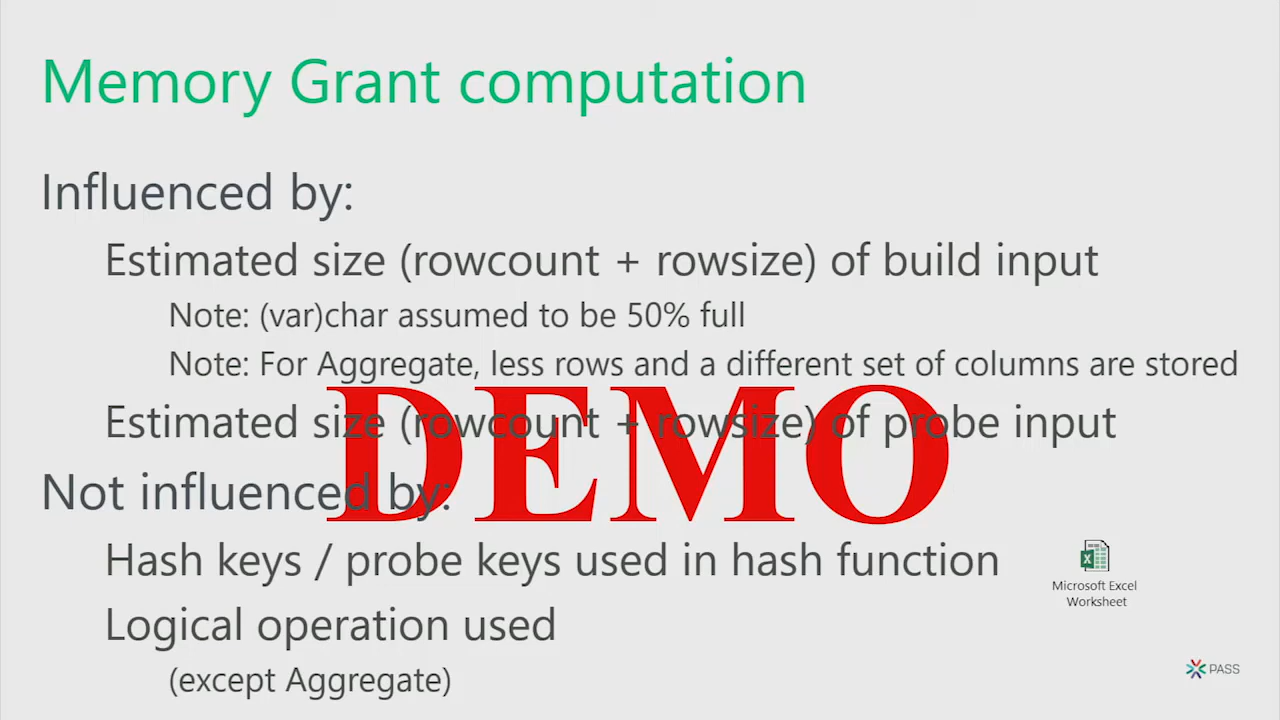 Memory Grant computation
Influenced by:
Estimated size (rowcount + rowsize) of build input
Note: (var)char assumed to be 50% full
Note: For Aggregate, less rows and a different set of columns are stored
Estimated size (rowcount + rowsize) of probe input
DEMO
Not influenced by:
Hash keys / probe keys used in hash function
Microsoft Excel
Worksheet
Logical operation used
(except Aggregate)
PASS